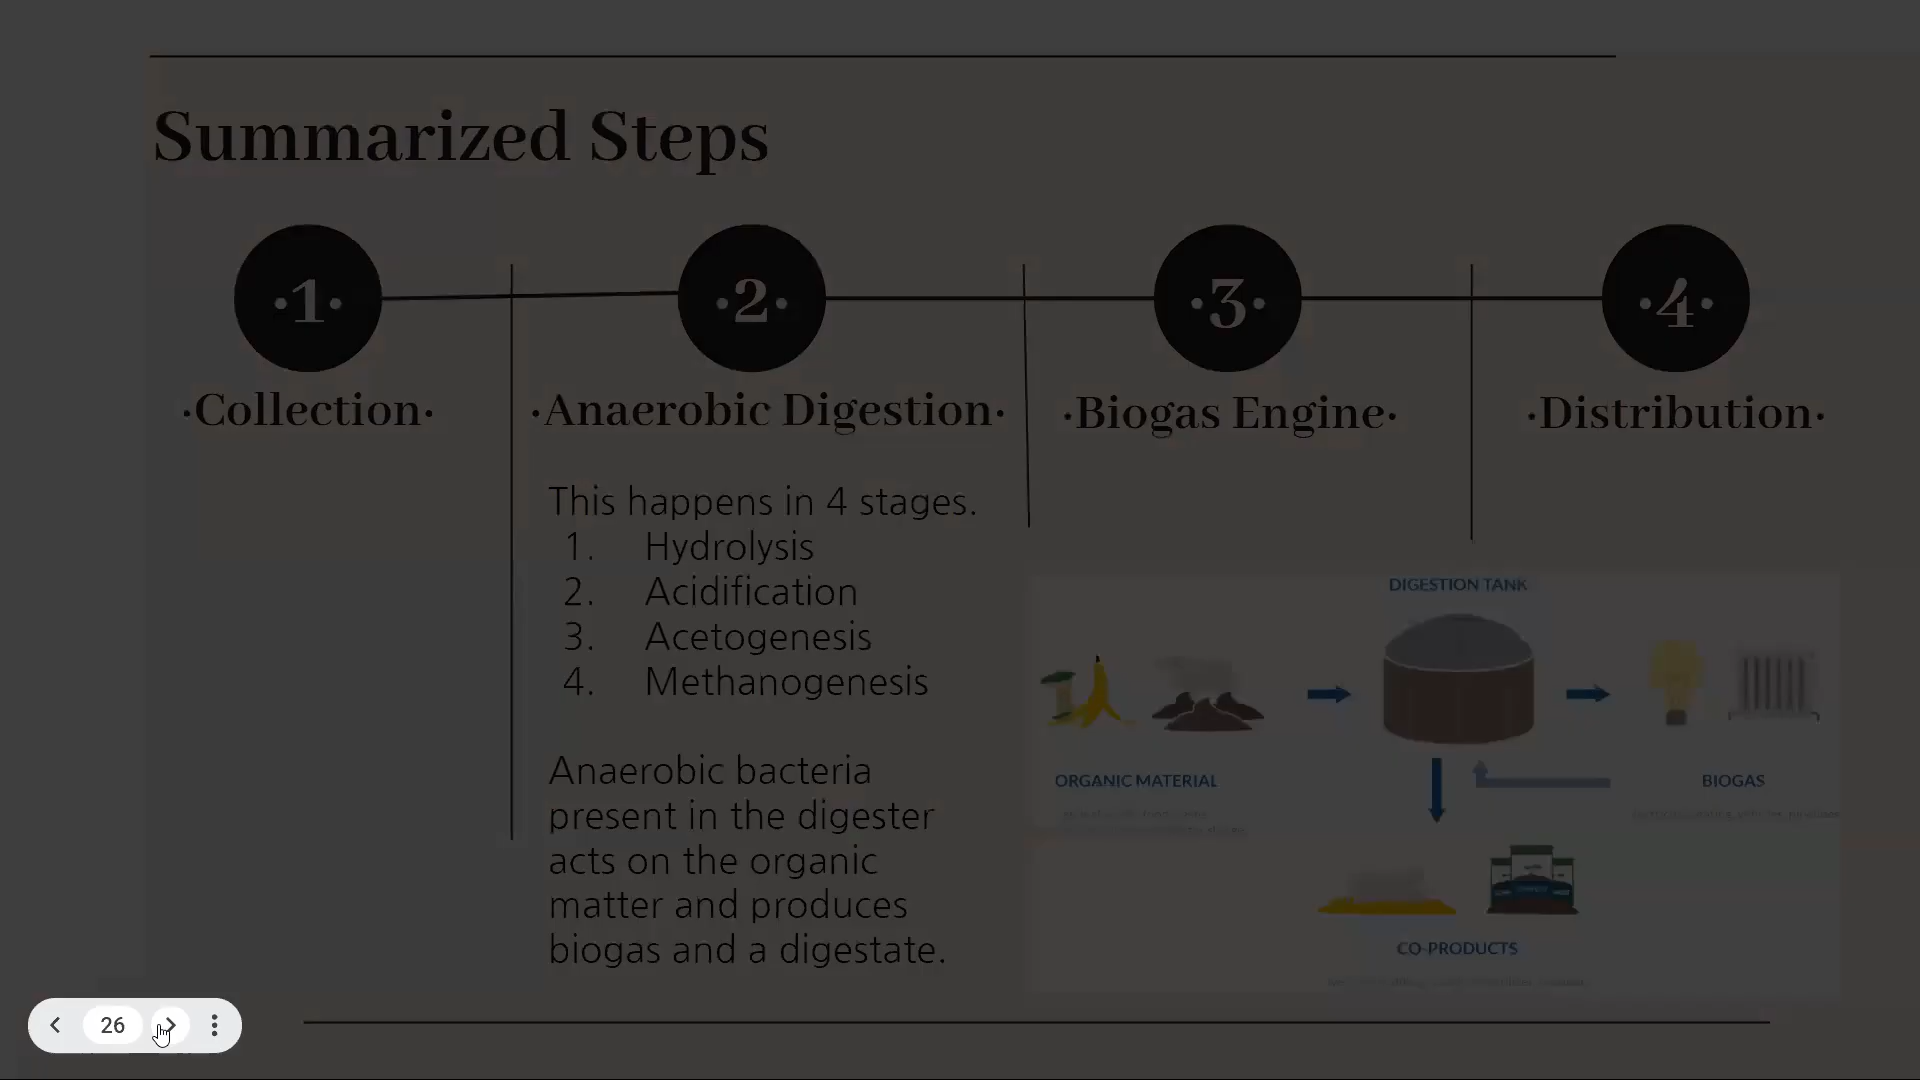 Summarized Steps
·1·
·2·
·3·
·4·
·Collection·
·Anaerobic Digestion·
·Biogas Engine·
·Distribution·
This happens in 4 stages.
1. Hydrolysis
2. Acidification
3. Acetogenesis
4. Methanogenesis
Anaerobic bacteria
present in the digester
acts on the organic
matter and produces
biogas and a digestate.
DIGESTION TANK
ORGANIC MATERIAL
BIOGAS
CO-PRODUCTS
26